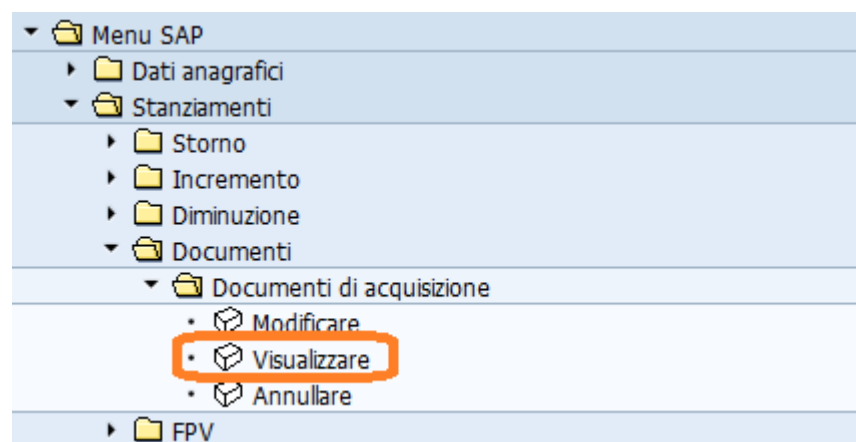 Menu SAP
Dati anagrafici
Stanziamenti
Storno
Incremento
Diminuzione
Documenti
Documenti di acquisizione
Modificare
Visualizzare
Annullare
FPV